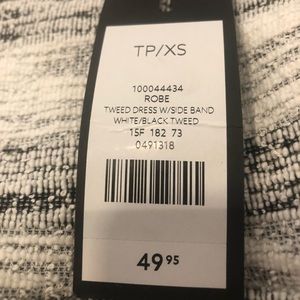 TP/XS
100044434
ROBE
TWEED DRESS W/SIDE BAND
WHITE/BLACK TWEED
15F 182 73
0491318
49 95